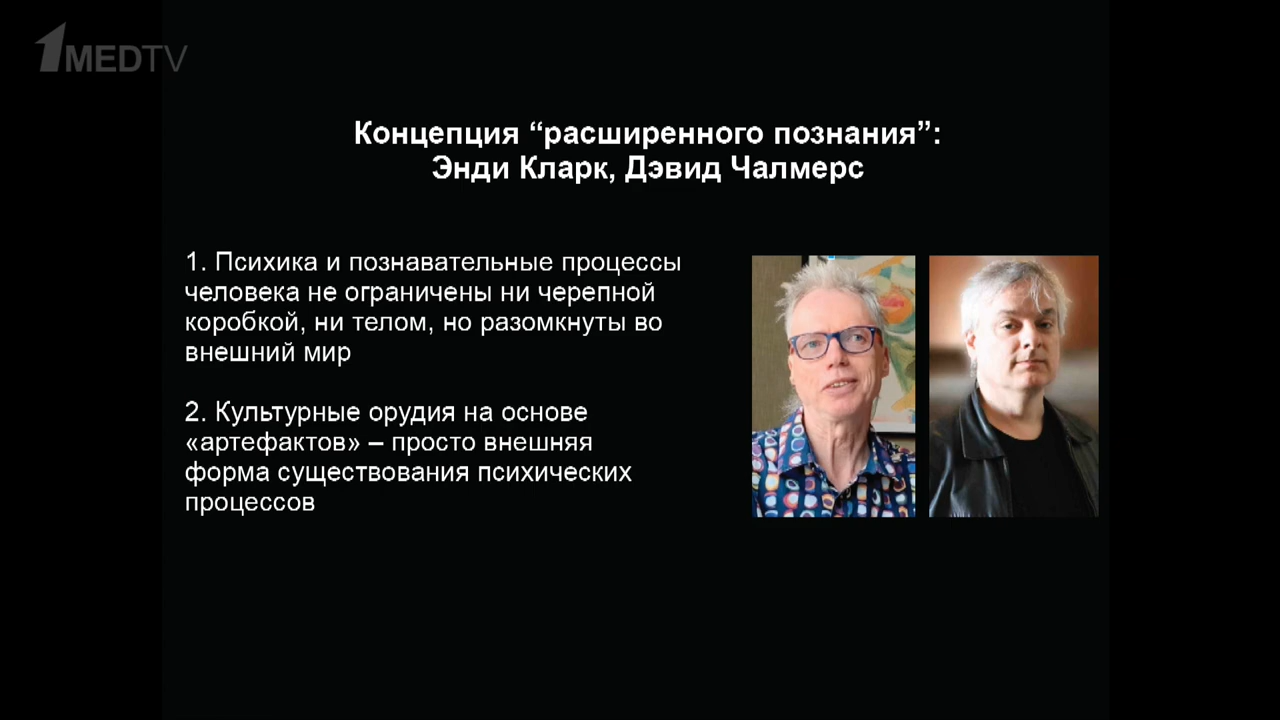 1MEDTV
Концепция “расширенного познания”:
Энди Кларк, Дэвид Чалмерс
1. Психика и познавательные процессы
человека не ограничены ни черепной
коробкой, ни телом, но разомкнуты во
внешний мир
2. Культурные орудия на основе
«артефактов» – просто внешняя
форма существования психических
процессов